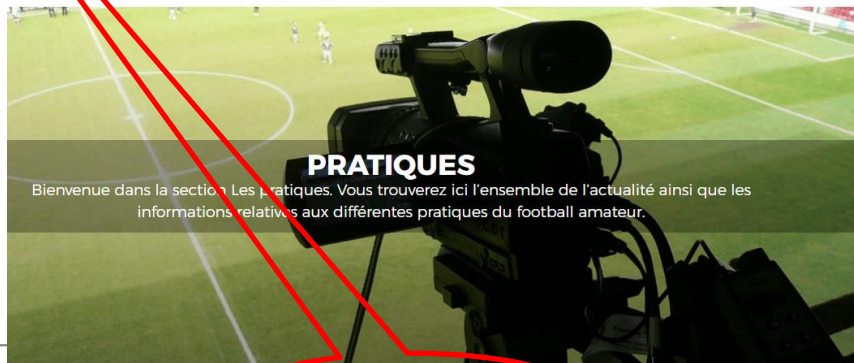 PRATIQUES
Bienvenue dans la section Les pratiques. Vous trouverez ici l'ensemble de l'actualité ainsi que les
informations relatives aux différentes pratiques du football amateur.